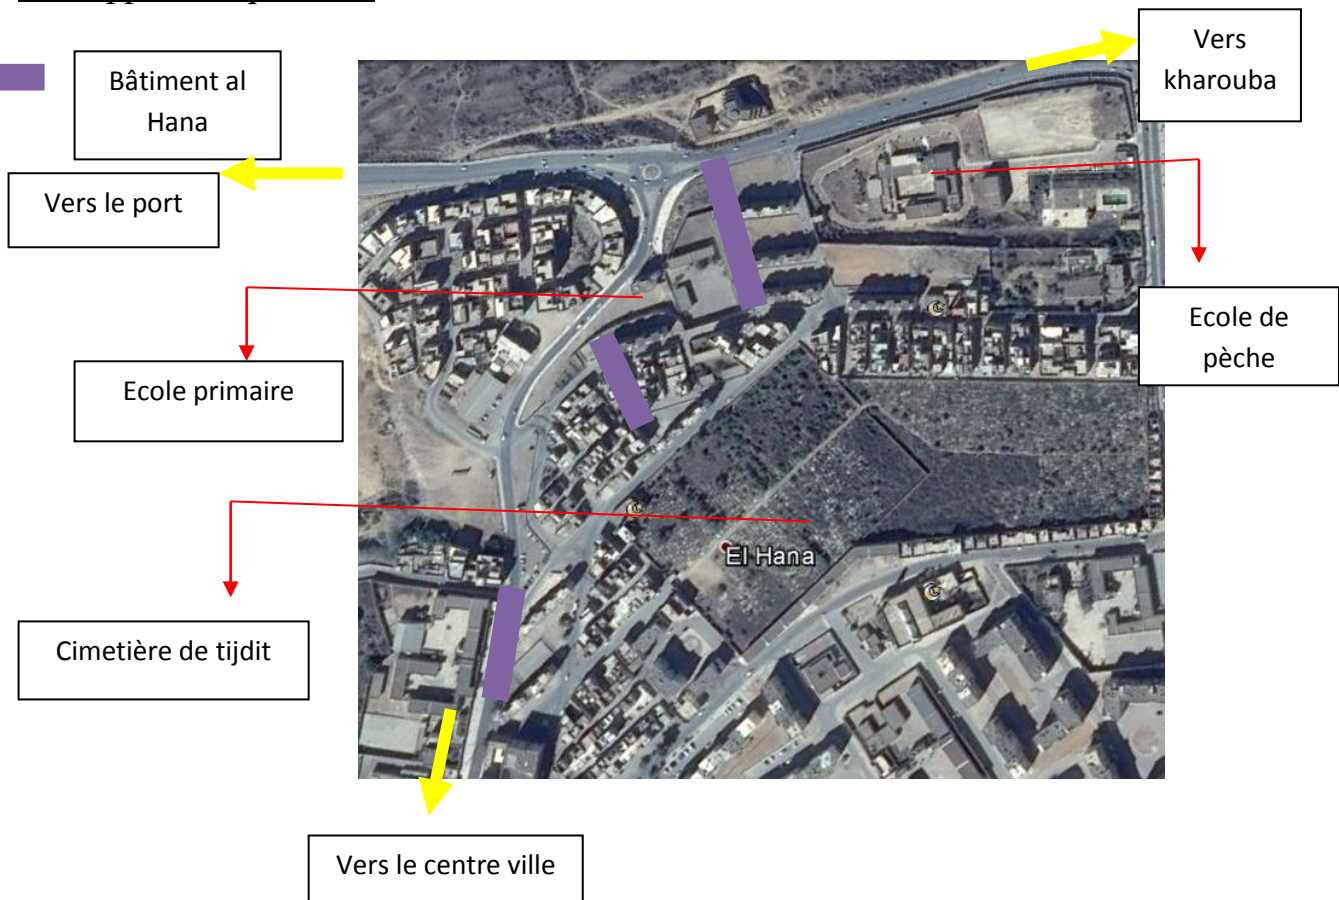 Vers
kharouba
Bâtiment al
Hana
Vers le port
Ecole primaire
Ecole de
pèche
El Hana
Cimetière de tijdit
Vers le centre ville